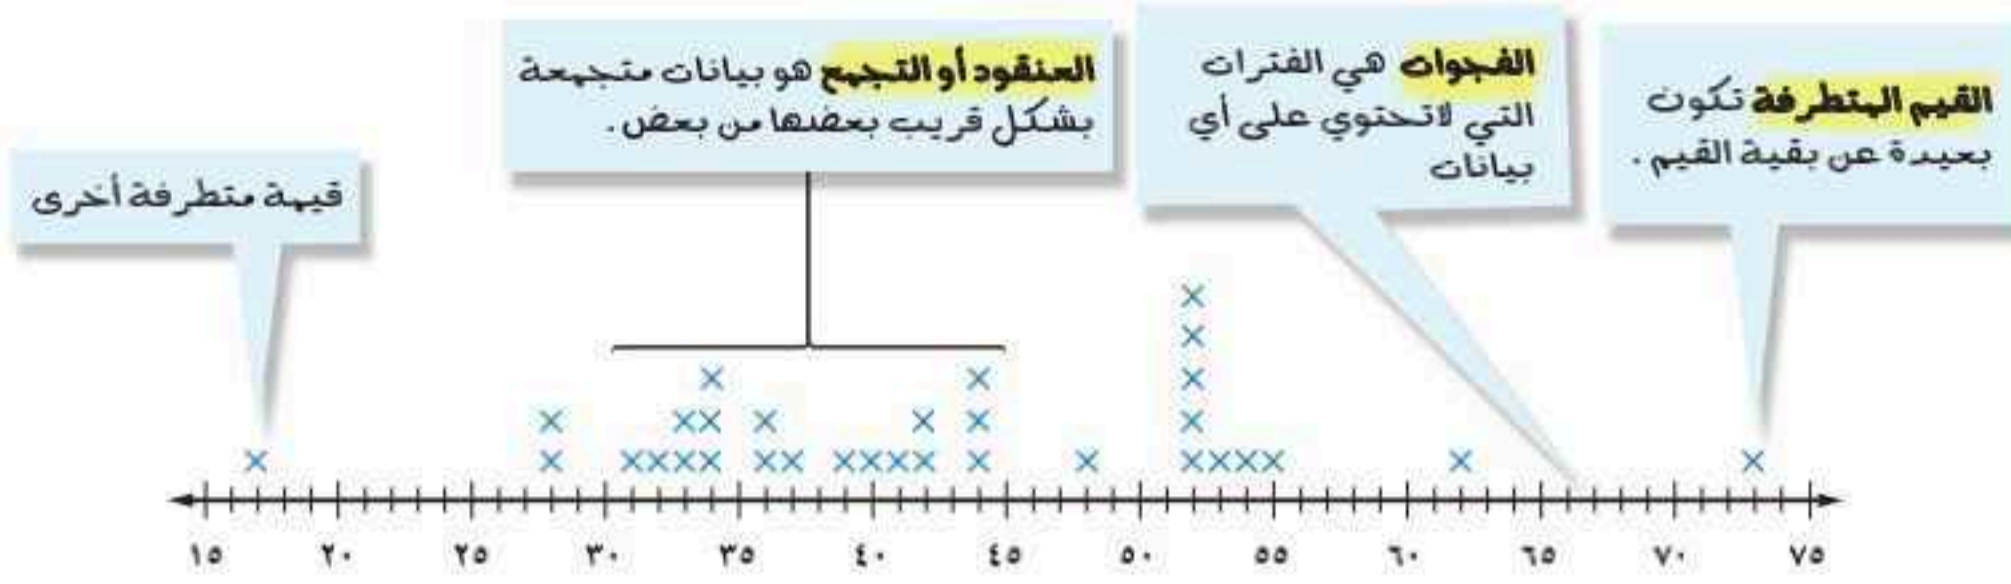 القيم المتطرفة تكون
بعيدة عن بقية القيم .
الفجوات هي الفترات
التي لاتحتوي على أي
بيانات
العنقود أو التجمع هو بيانات متجمعة
بشكل قريب بعضها من بعض.
قيمة متطرفة أخرى
١٥ ٢٠ ٢٥ ٣٠ ٣٥ ٤٠ ٤٥ ٥٠ ٥٥ ٦٠ ٦٥ ٧٠ ٧٥